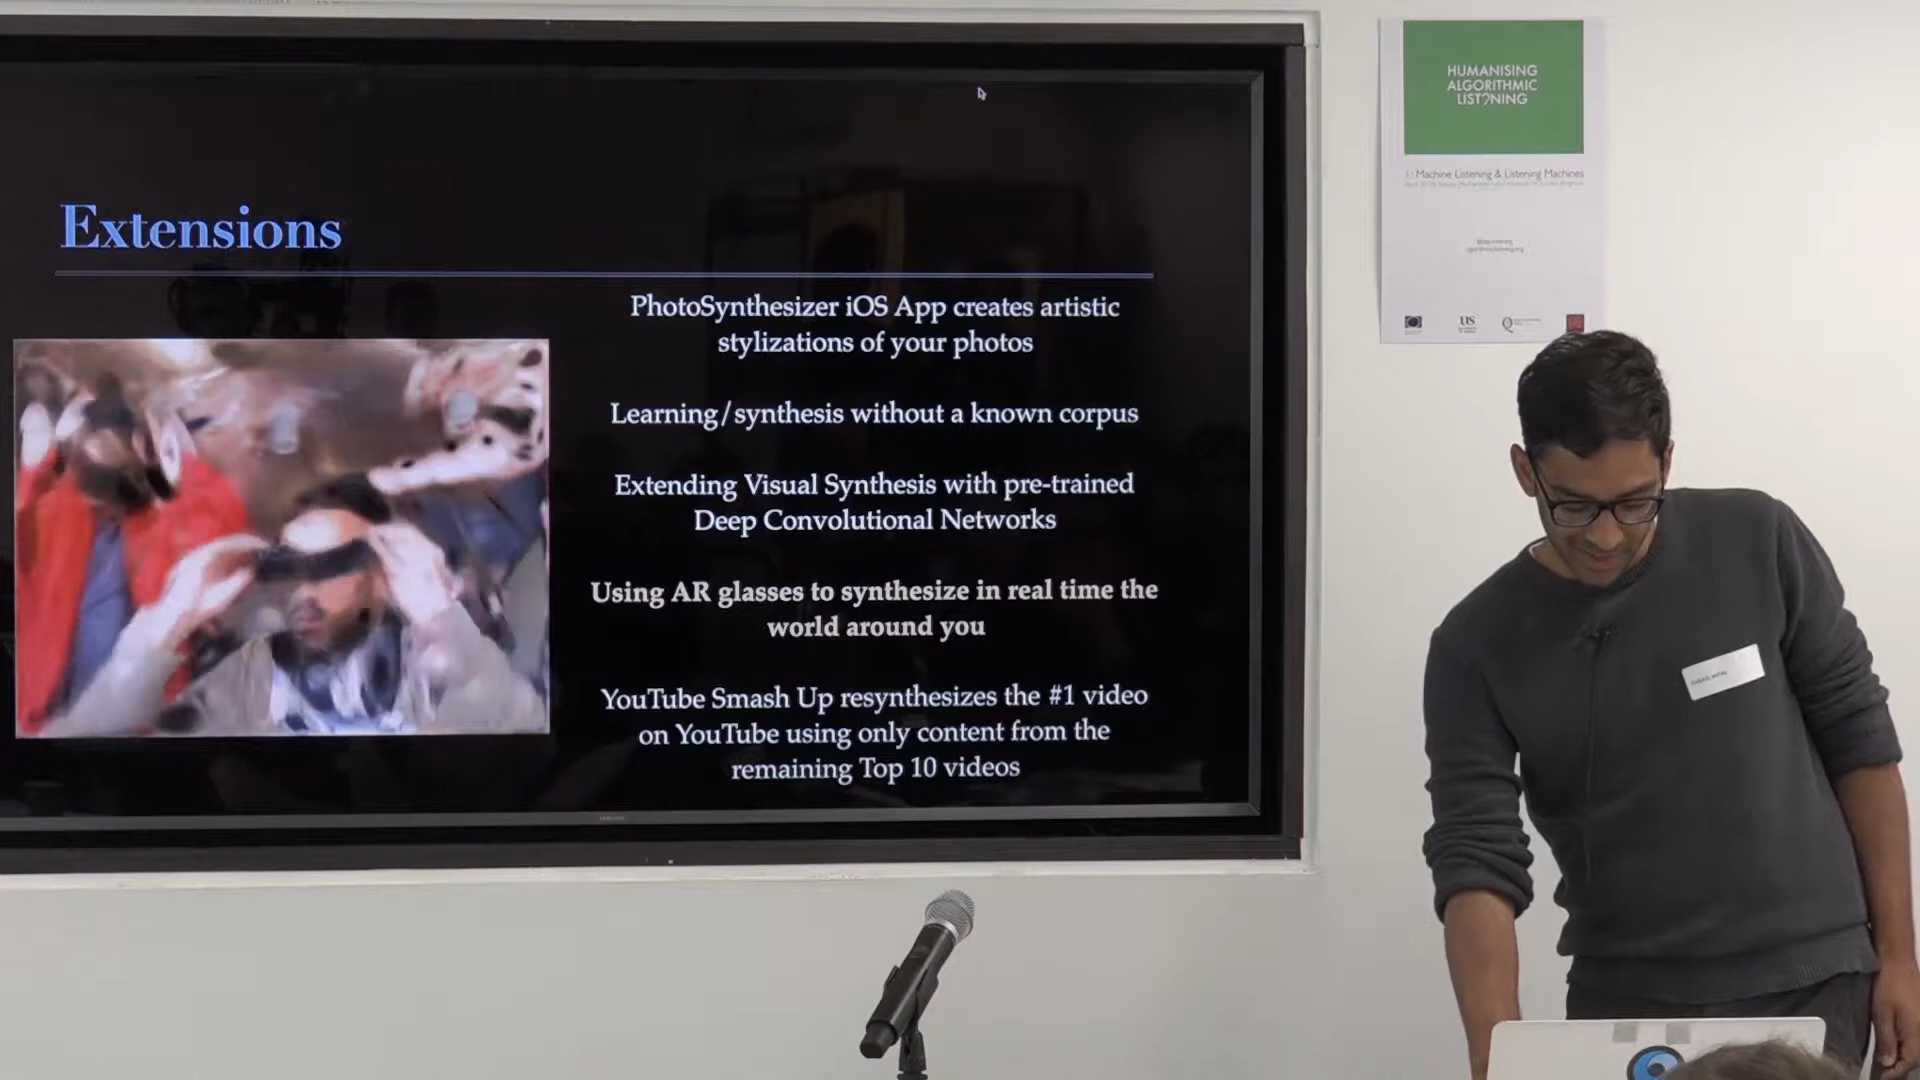 Extensions
PhotoSynthesizer iOS App creates artistic
stylizations of your photos
Learning/synthesis without a known corpus
Extending Visual Synthesis with pre-trained
Deep Convolutional Networks
Using AR glasses to synthesize in real time the
world around you
YouTube Smash Up resynthesizes the #1 video
on YouTube using only content from the
remaining Top 10 videos
HUMANISING
ALGORITHMIC
LIST?NING
Machine Listening & Listening Machines
US